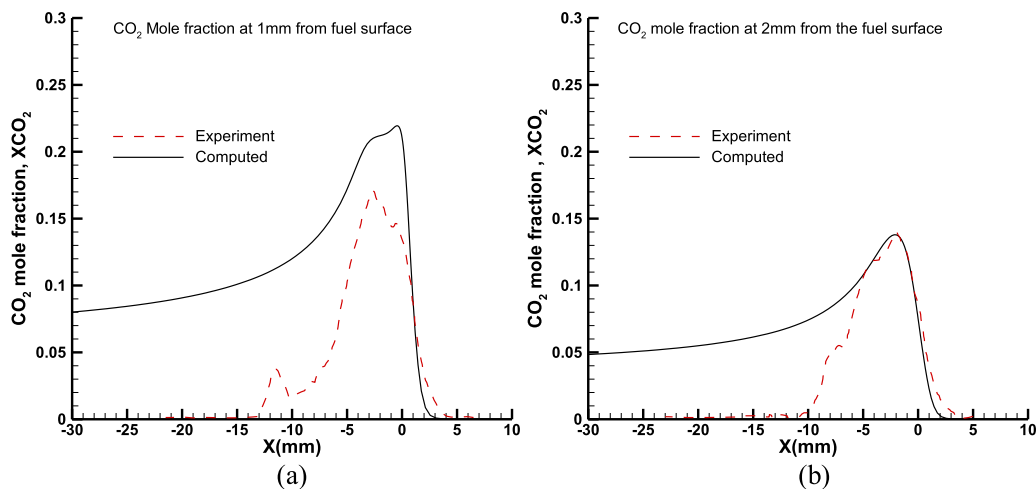 CO₂ Mole fraction at 1mm from fuel surface
Experiment
Computed
CO₂ mole fraction, XCO₂
0.3
0.25
0.2
0.15
0.1
0.05
0
-30 -25 -20 -15 -10 -5 0 5 10
X(mm)
(a)
CO₂ mole fraction at 2mm from the fuel surface
Experiment
Computed
CO₂ mole fraction , XCO₂
0.3
0.25
0.2
0.15
0.1
0.05
0
-30 -25 -20 -15 -10 -5 0 5 10
X(mm)
(b)